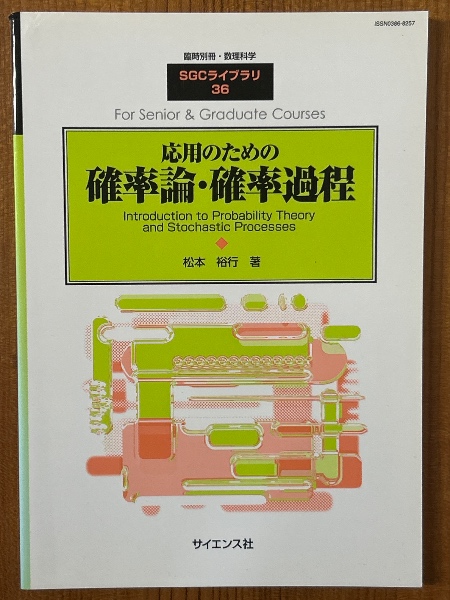 ISSN0386-8257
臨時別冊・数理科学
SGCライブラリ
36
For Senior & Graduate Courses
応用のための
確率論・確率過程
Introduction to Probability Theory
and Stochastic Processes
松本 裕行 著
サイエンス社